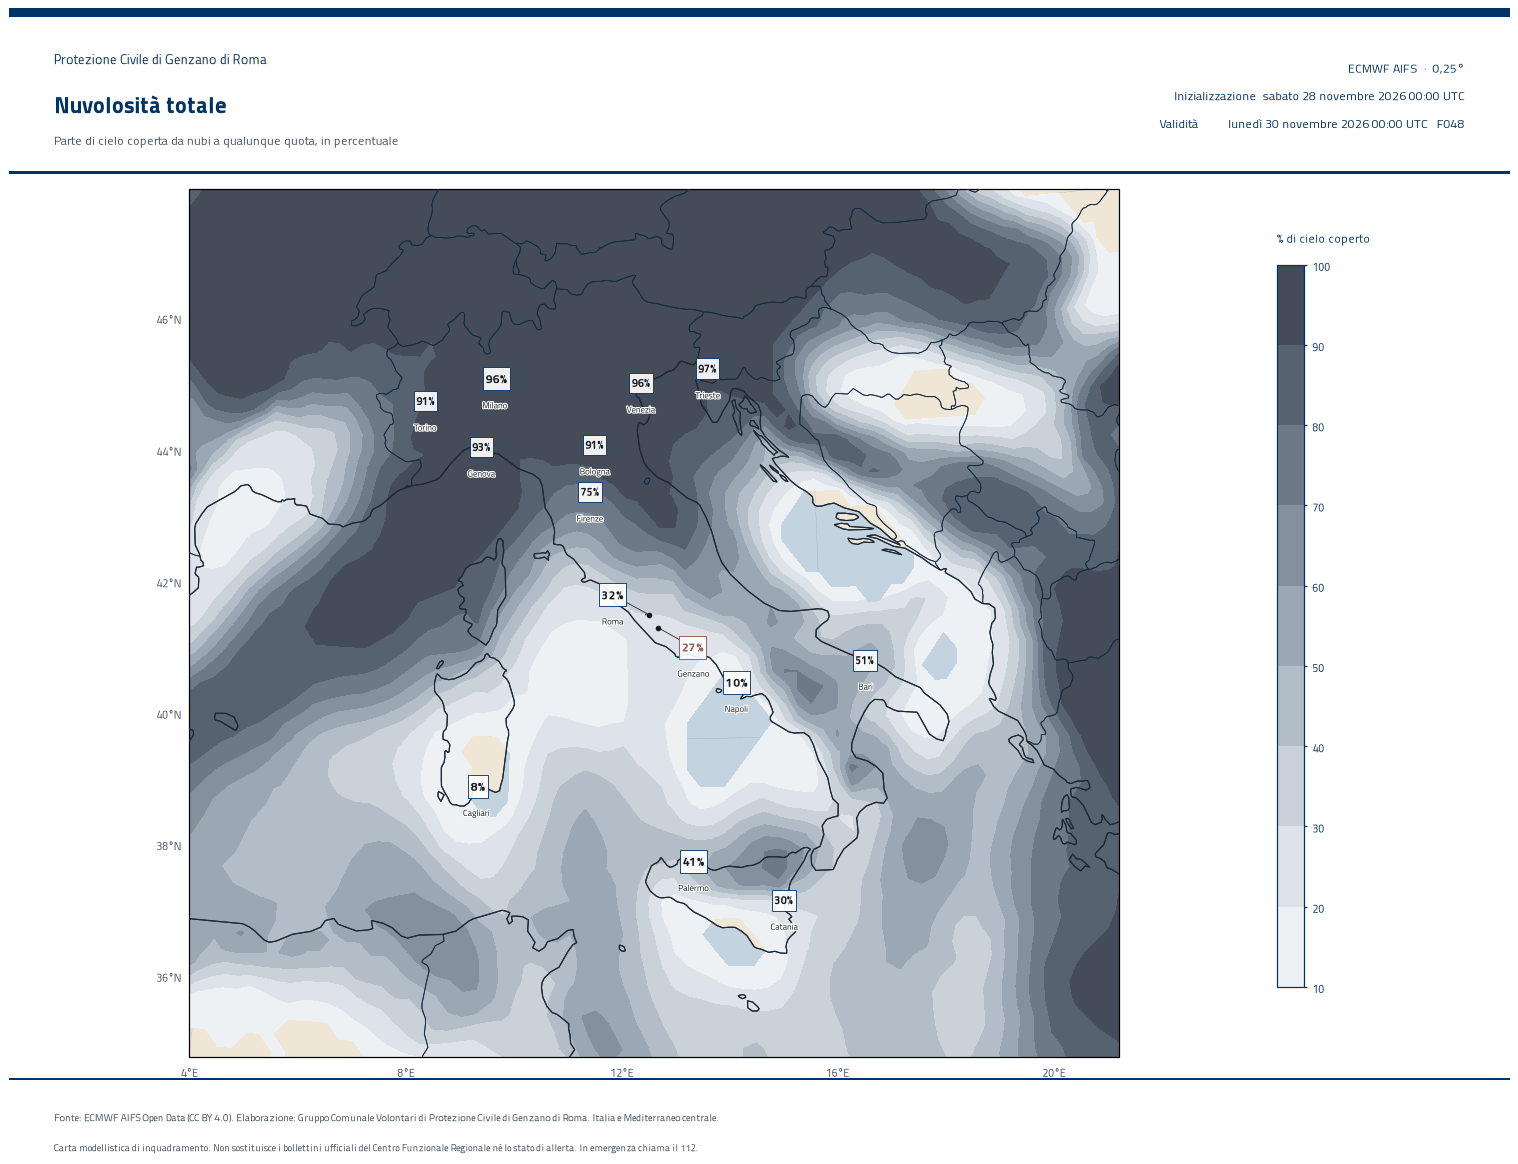 Protezione Civile di Genzano di Roma
Nuvolosità totale
Parte di cielo coperta da nubi a qualunque quota, in percentuale
ECMWF AIFS · 0,25°
Inizializzazione sabato 28 novembre 2026 00:00 UTC
Validità lunedì 30 novembre 2026 00:00 UTC F048
% di cielo coperto
100
90
80
70
60
50
40
30
20
10
46°N
44°N
42°N
40°N
38°N
36°N
4°E
8°E
12°E
16°E
20°E
97%
Trieste
96%
Milano
96%
Venezia
91%
Torino
93%
Genova
91%
Bologna
75%
Firenze
32%
Roma
27%
Genzano
51%
Bari
10%
Napoli
8%
Cagliari
41%
Palermo
30%
Catania
Fonte: ECMWF AIFS Open Data (CC BY 4.0). Elaborazione: Gruppo Comunale Volontari di Protezione Civile di Genzano di Roma. Italia e Mediterraneo centrale.
Carta modellistica di inquadramento. Non sostituisce i bollettini ufficiali del Centro Funzionale Regionale né lo stato di allerta. In emergenza chiama il 112.